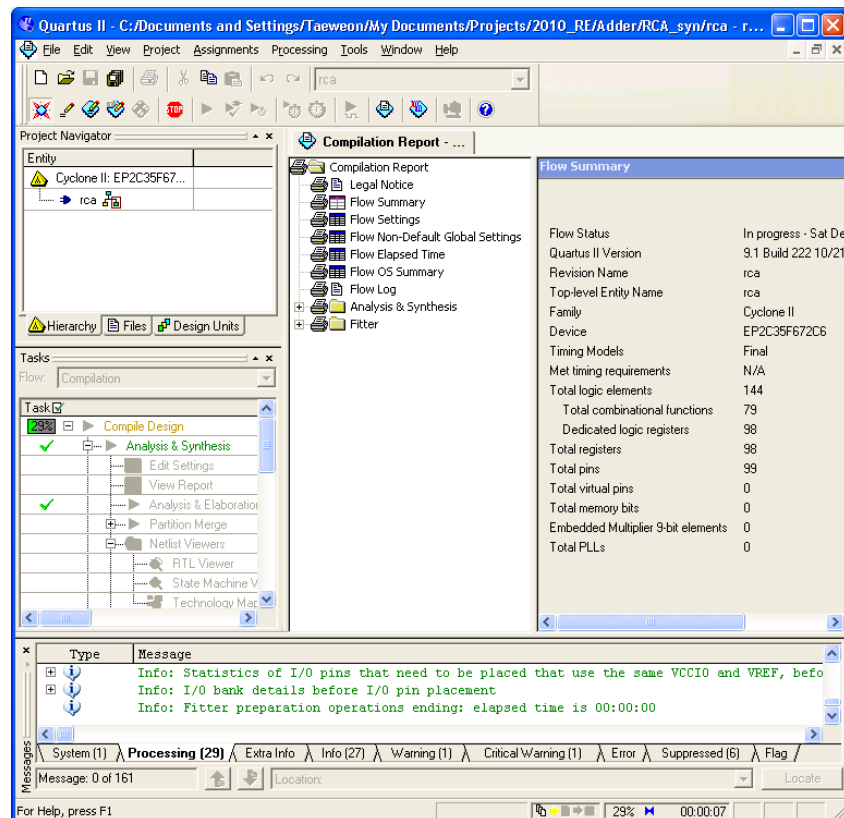 Quartus II - C:/Documents and Settings/Taeweon/My Documents/Projects/2010_RE/Adder/RCA_syn/rca - r...
File Edit View Project Assignments Processing Tools Window Help
rca
STOP
Project Navigator
Entity
Cyclone II: EP2C35F67...
rca
Hierarchy Files Design Units
Tasks
Flow: Compilation
Task
29% Compile Design
Analysis & Synthesis
Edit Settings
View Report
Analysis & Elaboration
Partition Merge
Netlist Viewers
RTL Viewer
State Machine V
Technology Map
Compilation Report - ...
Compilation Report
Legal Notice
Flow Summary
Flow Settings
Flow Non-Default Global Settings
Flow Elapsed Time
Flow OS Summary
Flow Log
Analysis & Synthesis
Fitter
Flow Summary
Flow Status In progress - Sat De
Quartus II Version 9.1 Build 222 10/21
Revision Name rca
Top-level Entity Name rca
Family Cyclone II
Device EP2C35F672C6
Timing Models Final
Met timing requirements N/A
Total logic elements 144
Total combinational functions 79
Dedicated logic registers 98
Total registers 98
Total pins 99
Total virtual pins 0
Total memory bits 0
Embedded Multiplier 9-bit elements 0
Total PLLs 0
Type Message
Info: Statistics of I/O pins that need to be placed that use the same VCCIO and VREF, befo
Info: I/O bank details before I/O pin placement
Info: Fitter preparation operations ending: elapsed time is 00:00:00
System (1) Processing (29) Extra Info Info (27) Warning (1) Critical Warning (1) Error Suppressed (6) Flag
Messages
Message: 0 of 161 Location: Locate
For Help, press F1 29% 00:00:07